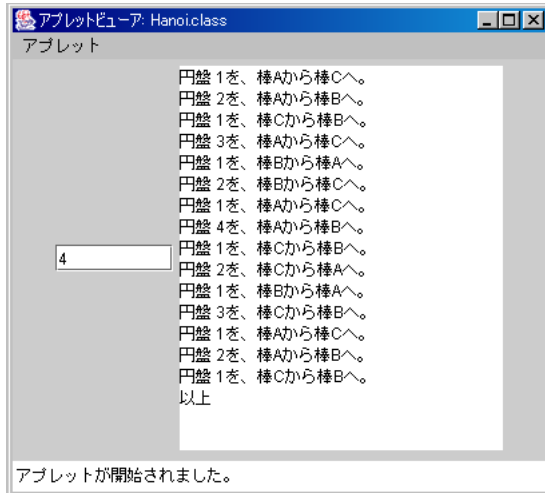 アプレットビューア: Hanoi.class
アプレット
円盤 1を、棒Aから棒Cへ。
円盤 2を、棒Aから棒Bへ。
円盤 1を、棒Cから棒Bへ。
円盤 3を、棒Aから棒Cへ。
円盤 1を、棒Bから棒Aへ。
円盤 2を、棒Bから棒Cへ。
円盤 1を、棒Aから棒Cへ。
円盤 4を、棒Aから棒Bへ。
円盤 1を、棒Cから棒Bへ。
円盤 2を、棒Cから棒Aへ。
円盤 1を、棒Bから棒Aへ。
円盤 3を、棒Cから棒Bへ。
円盤 1を、棒Aから棒Cへ。
円盤 2を、棒Aから棒Bへ。
円盤 1を、棒Cから棒Bへ。
以上
4
アプレットが開始されました。